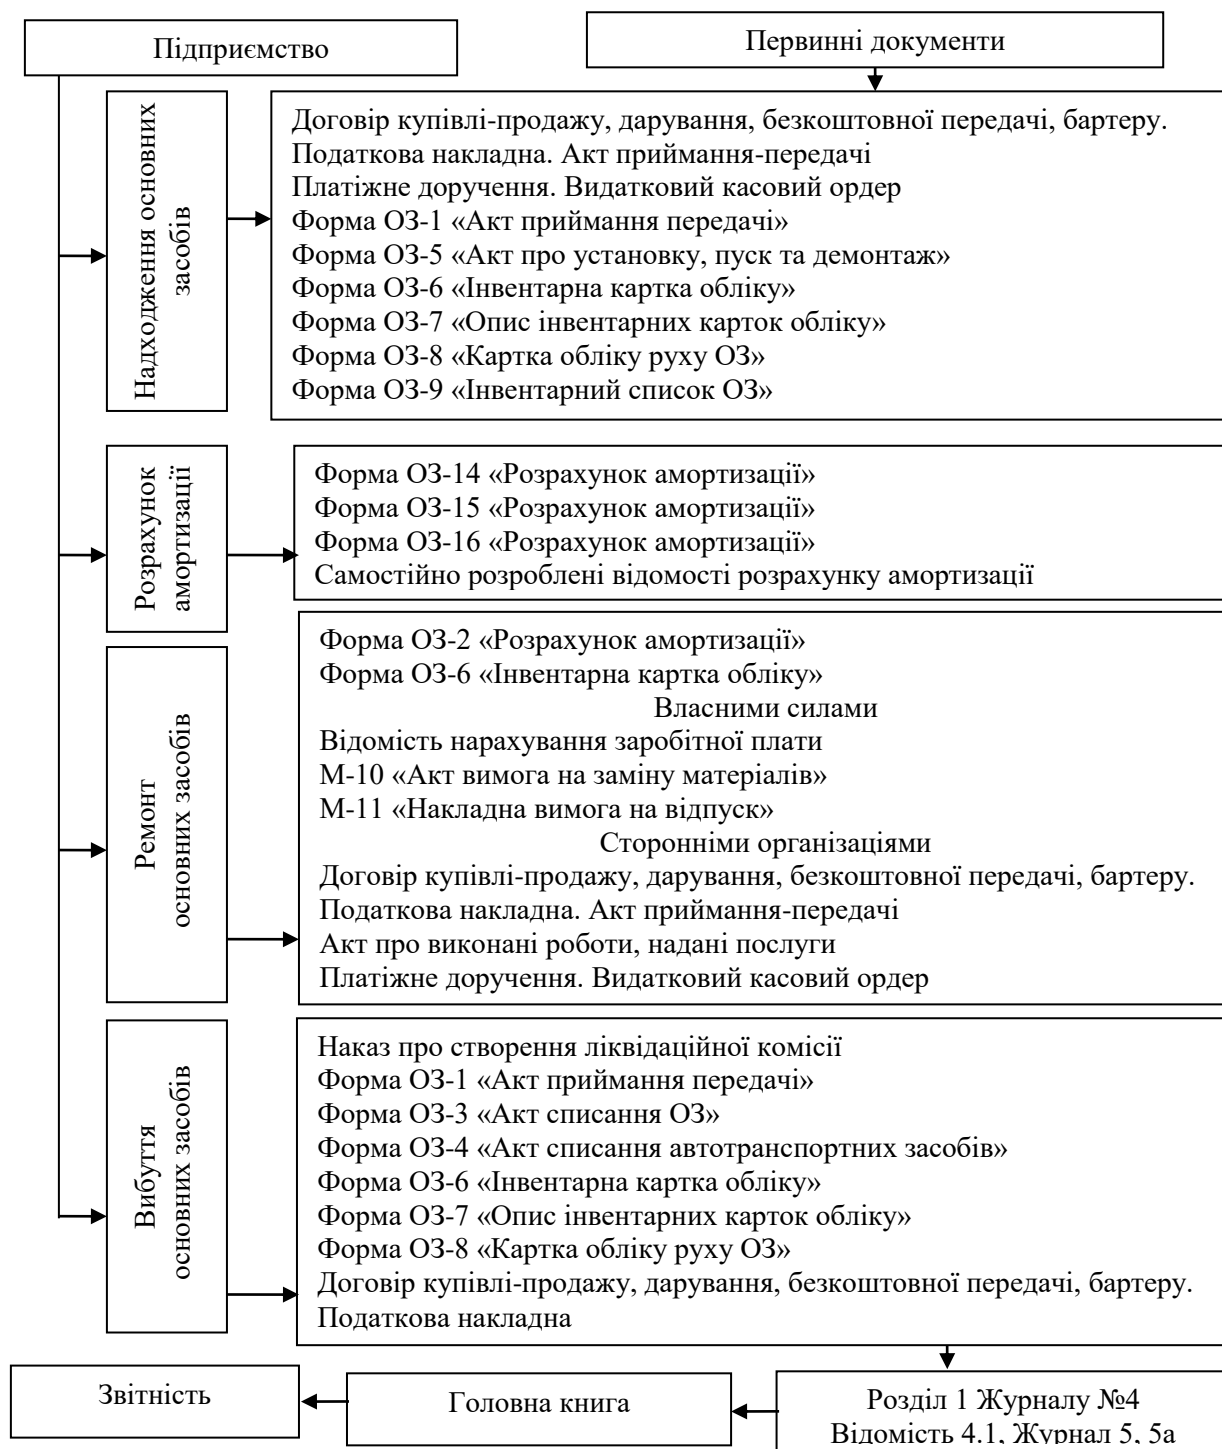 Підприємство
Первинні документи
Надходження основних
засобів
Договір купівлі-продажу, дарування, безкоштовної передачі, бартеру.
Податкова накладна. Акт приймання-передачі
Платіжне доручення. Видатковий касовий ордер
Форма ОЗ-1 «Акт приймання передачі»
Форма ОЗ-5 «Акт про установку, пуск та демонтаж»
Форма ОЗ-6 «Інвентарна картка обліку»
Форма ОЗ-7 «Опис інвентарних карток обліку»
Форма ОЗ-8 «Картка обліку руху ОЗ»
Форма ОЗ-9 «Інвентарний список ОЗ»
Розрахунок
амортизації
Форма ОЗ-14 «Розрахунок амортизації»
Форма ОЗ-15 «Розрахунок амортизації»
Форма ОЗ-16 «Розрахунок амортизації»
Самостійно розроблені відомості розрахунку амортизації
Ремонт
основних засобів
Форма ОЗ-2 «Розрахунок амортизації»
Форма ОЗ-6 «Інвентарна картка обліку»
Власними силами
Відомість нарахування заробітної плати
М-10 «Акт вимога на заміну матеріалів»
М-11 «Накладна вимога на відпуск»
Сторонніми організаціями
Договір купівлі-продажу, дарування, безкоштовної передачі, бартеру.
Податкова накладна. Акт приймання-передачі
Акт про виконані роботи, надані послуги
Платіжне доручення. Видатковий касовий ордер
Вибуття
основних засобів
Наказ про створення ліквідаційної комісії
Форма ОЗ-1 «Акт приймання передачі»
Форма ОЗ-3 «Акт списання ОЗ»
Форма ОЗ-4 «Акт списання автотранспортних засобів»
Форма ОЗ-6 «Інвентарна картка обліку»
Форма ОЗ-7 «Опис інвентарних карток обліку»
Форма ОЗ-8 «Картка обліку руху ОЗ»
Договір купівлі-продажу, дарування, безкоштовної передачі, бартеру.
Податкова накладна
Звітність
Головна книга
Розділ 1 Журналу №4
Відомість 4.1, Журнал 5, 5а